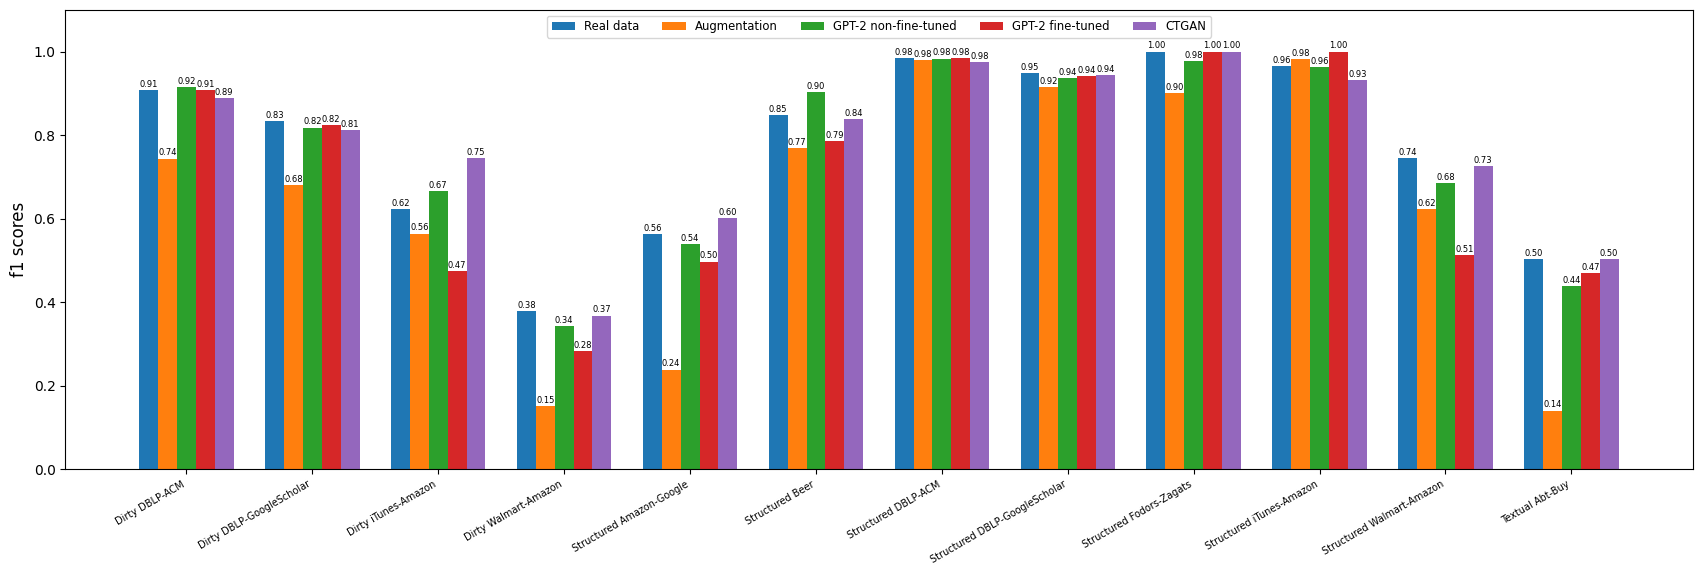 Real data
Augmentation
GPT-2 non-fine-tuned
GPT-2 fine-tuned
CTGAN
f1 scores
1.0
0.8
0.6
0.4
0.2
0.0
0.91 0.74 0.92 0.91 0.89
0.83 0.68 0.82 0.82 0.81
0.62 0.56 0.67 0.47 0.75
0.38 0.15 0.34 0.28 0.37
0.56 0.24 0.54 0.50 0.60
0.85 0.77 0.90 0.79 0.84
0.98 0.98 0.98 0.98 0.98
0.95 0.92 0.94 0.94 0.94
1.00 0.90 0.98 1.00 1.00
0.96 0.98 0.96 1.00 0.93
0.74 0.62 0.68 0.51 0.73
0.50 0.14 0.44 0.47 0.50
Dirty DBLP-ACM
Dirty DBLP-GoogleScholar
Dirty iTunes-Amazon
Dirty Walmart-Amazon
Structured Amazon-Google
Structured Beer
Structured DBLP-ACM
Structured DBLP-GoogleScholar
Structured Fodors-Zagats
Structured iTunes-Amazon
Structured Walmart-Amazon
Textual Abt-Buy